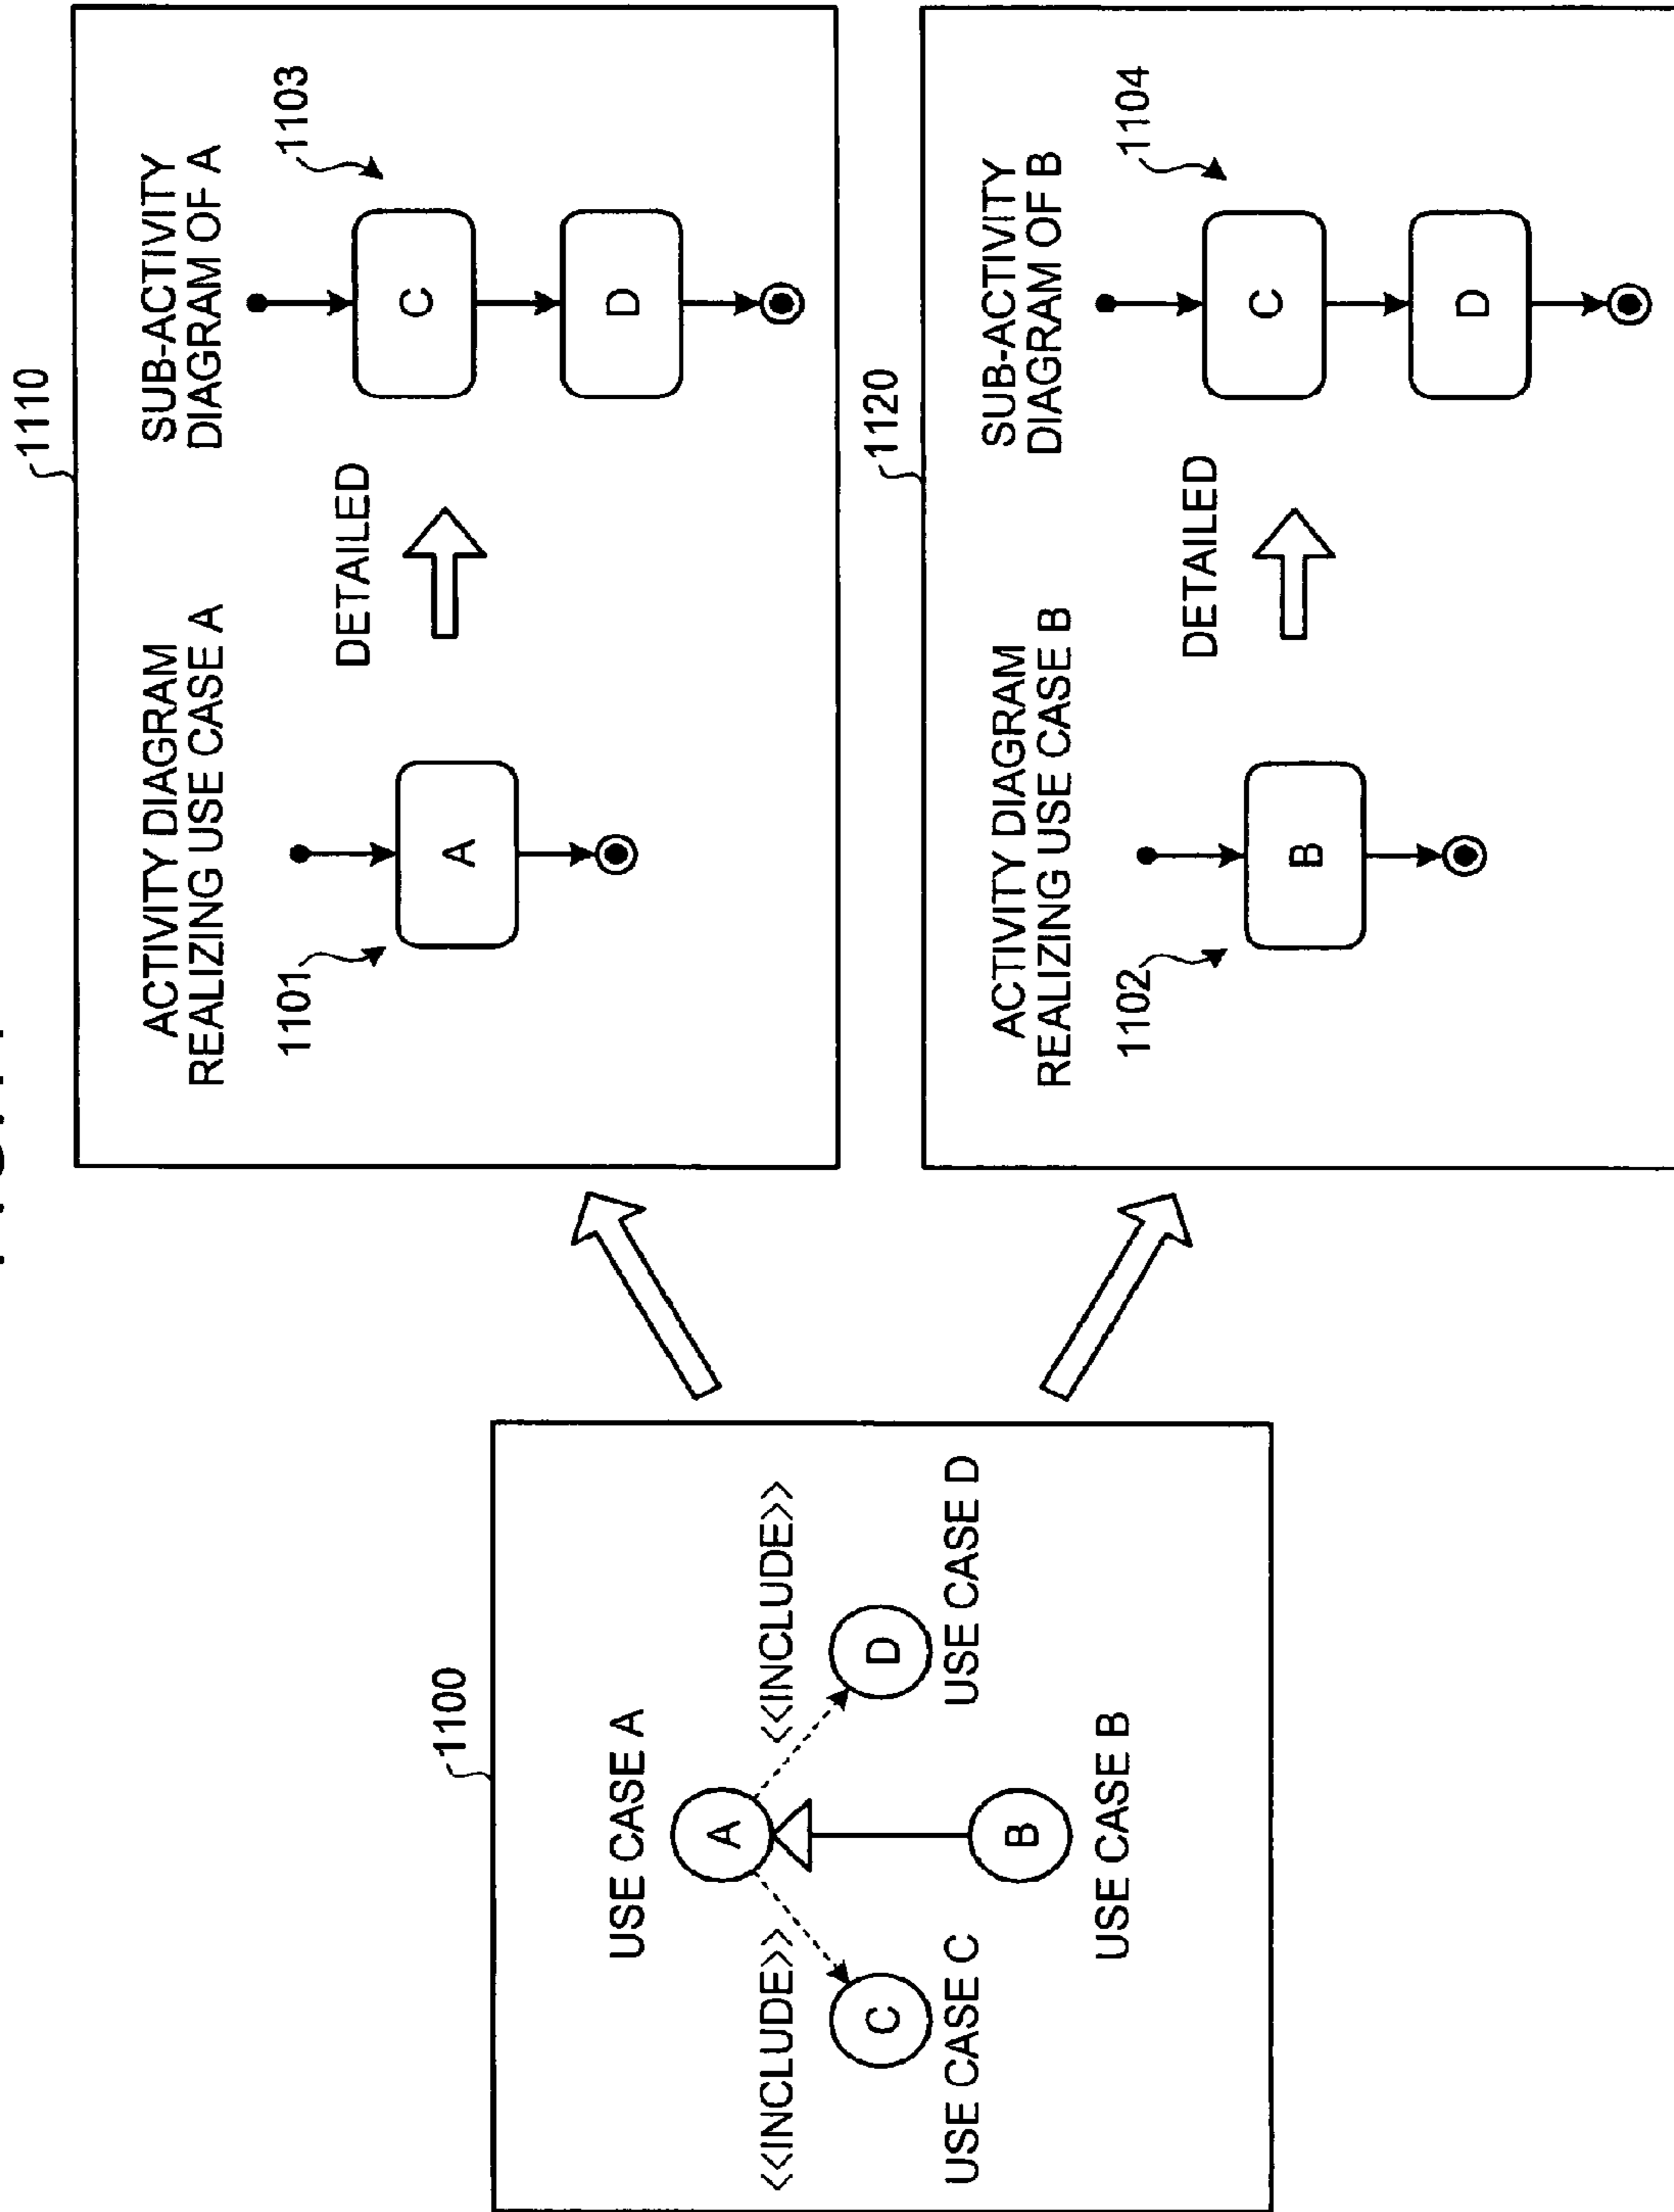 1100
USE CASE A
<<INCLUDE>>
<<INCLUDE>>
A
C
D
USE CASE C
USE CASE D
B
USE CASE B
1110
ACTIVITY DIAGRAM
REALIZING USE CASE A
1101
A
DETAILED
SUB-ACTIVITY
DIAGRAM OF A
1103
C
D
1120
ACTIVITY DIAGRAM
REALIZING USE CASE B
1102
B
DETAILED
SUB-ACTIVITY
DIAGRAM OF B
1104
C
D